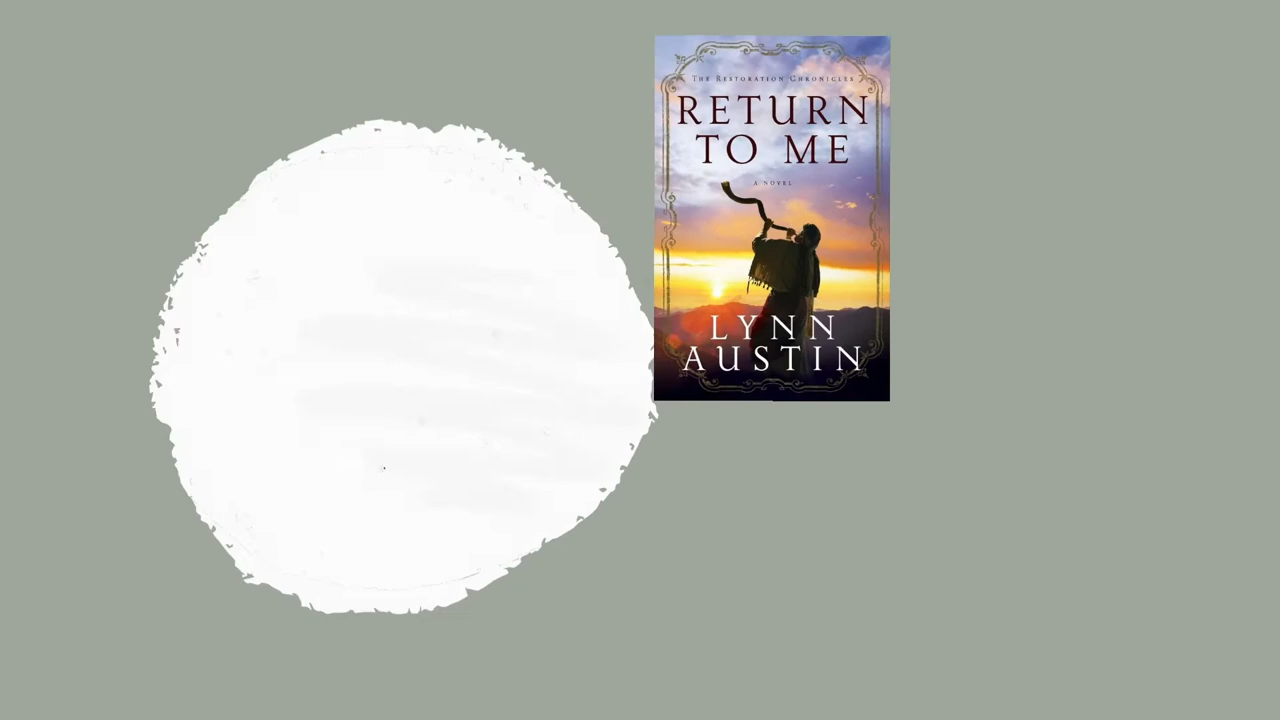 THE RESTORATION CHRONICLES
RETURN
TO ME
A NOVEL
LYNN
AUSTIN